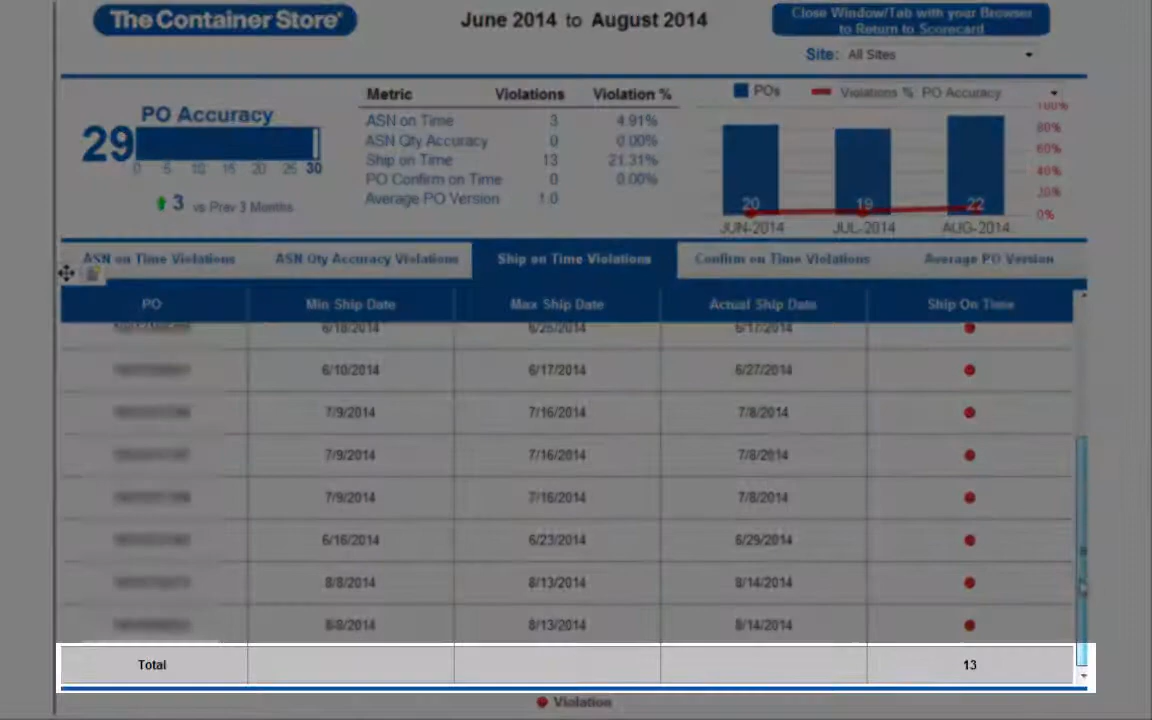 The Container Store®
June 2014 to August 2014
Close Window/Tab with your Browser
to Return to Scorecard
Site: All Sites
PO Accuracy
29
0 5 10 15 20 25 30
3 vs Prev 3 Months
Metric Violations Violation %
ASN on Time 3 4.91%
ASN Qty Accuracy 0 0.00%
Ship on Time 13 21.31%
PO Confirm on Time 0 0.00%
Average PO Version 1.0
POs Violations % PO Accuracy
100%
80%
60%
40%
20%
0%
20 19 22
JUN-2014 JUL-2014 AUG-2014
ASN on Time Violations ASN Qty Accuracy Violations Ship on Time Violations Confirm on Time Violations Average PO Version
PO Min Ship Date Max Ship Date Actual Ship Date Ship On Time
6/18/2014 6/25/2014 6/17/2014
6/10/2014 6/17/2014 6/27/2014
7/9/2014 7/16/2014 7/8/2014
7/9/2014 7/16/2014 7/8/2014
7/9/2014 7/16/2014 7/8/2014
6/16/2014 6/23/2014 6/29/2014
8/8/2014 8/13/2014 8/14/2014
8/8/2014 8/13/2014 8/14/2014
Total 13
Violation